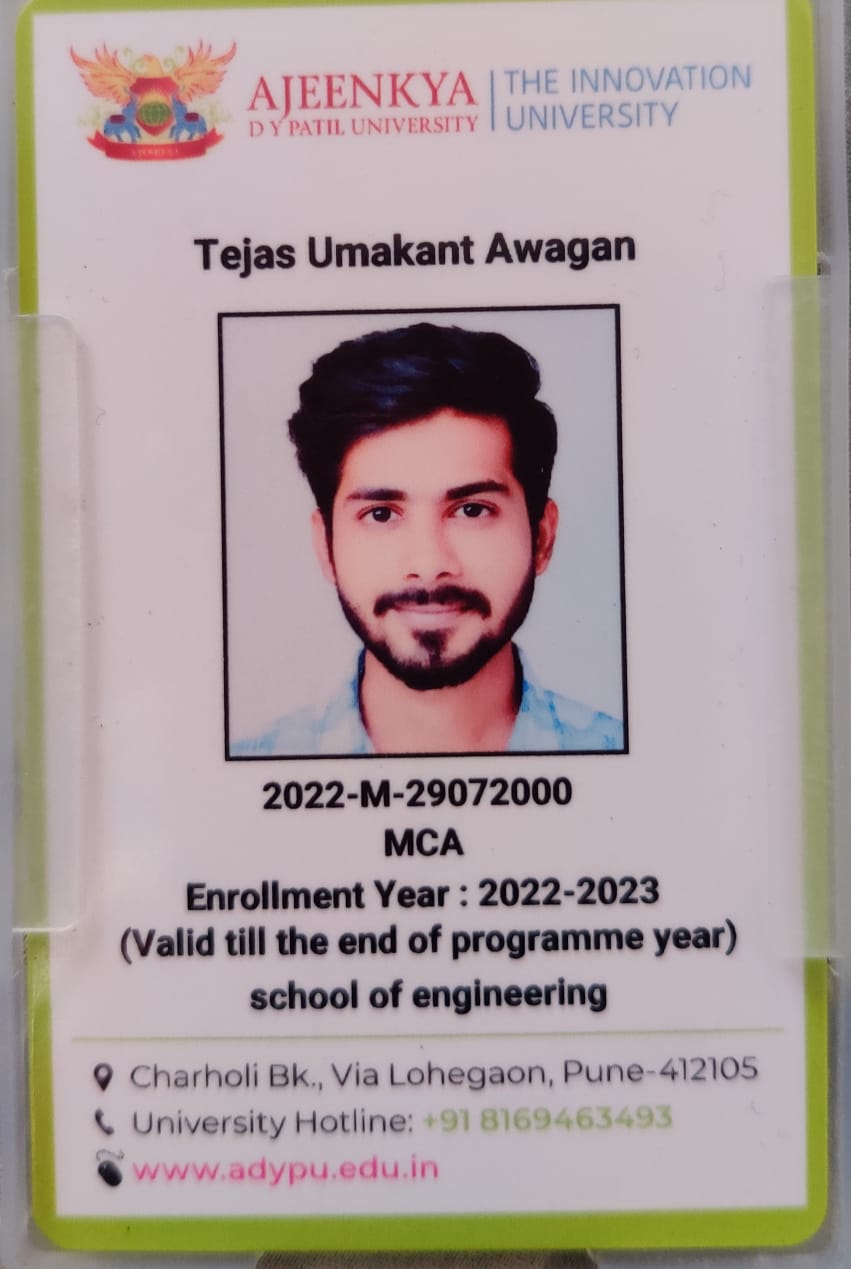 AJEENKYA
D Y PATIL UNIVERSITY
THE INNOVATION
UNIVERSITY
Tejas Umakant Awagan
2022-M-29072000
MCA
Enrollment Year : 2022-2023
(Valid till the end of programme year)
school of engineering
Charholi Bk., Via Lohegaon, Pune-412105
University Hotline: +91 8169463493
www.adypu.edu.in